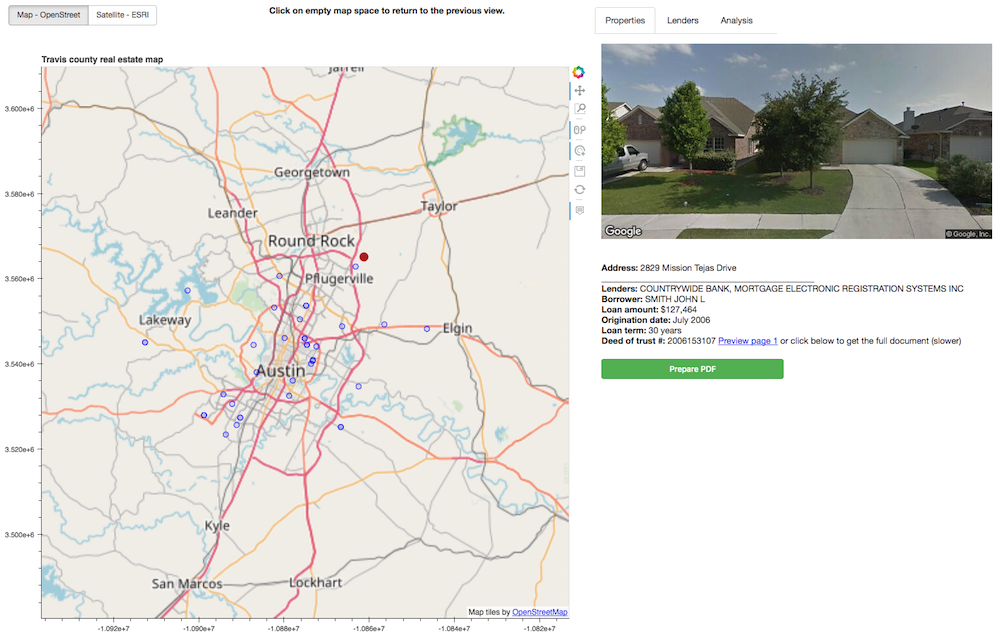 Map - OpenStreet
Satellite - ESRI
Click on empty map space to return to the previous view.
Properties
Lenders
Analysis
Travis county real estate map
Jarrell
3.600e+6
Georgetown
3.580e+6
Leander
Taylor
Round Rock
3.560e+6
Pflugerville
Lakeway
Elgin
3.540e+6
Austin
3.520e+6
Kyle
3.500e+6
San Marcos
Lockhart
Map tiles by OpenStreetMap
-1.092e+7
-1.090e+7
-1.088e+7
-1.086e+7
-1.084e+7
-1.082e+7
Google
© Google, Inc.
Address: 2829 Mission Tejas Drive
Lenders: COUNTRYWIDE BANK, MORTGAGE ELECTRONIC REGISTRATION SYSTEMS INC
Borrower: SMITH JOHN L
Loan amount: $127,464
Origination date: July 2006
Loan term: 30 years
Deed of trust #: 2006153107 Preview page 1 or click below to get the full document (slower)
Prepare PDF